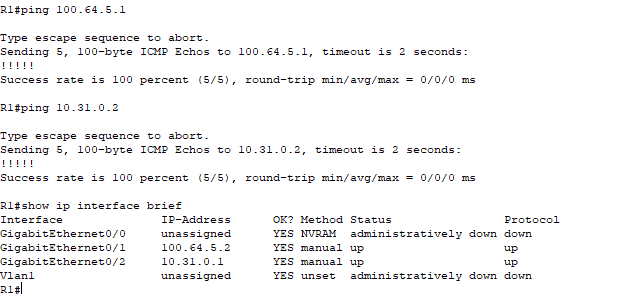 R1#ping 100.64.5.1
Type escape sequence to abort.
Sending 5, 100-byte ICMP Echos to 100.64.5.1, timeout is 2 seconds:
!!!!!
Success rate is 100 percent (5/5), round-trip min/avg/max = 0/0/0 ms
R1#ping 10.31.0.2
Type escape sequence to abort.
Sending 5, 100-byte ICMP Echos to 10.31.0.2, timeout is 2 seconds:
!!!!!
Success rate is 100 percent (5/5), round-trip min/avg/max = 0/0/0 ms
R1#show ip interface brief
Interface IP-Address OK? Method Status Protocol
GigabitEthernet0/0 unassigned YES NVRAM administratively down down
GigabitEthernet0/1 100.64.5.2 YES manual up up
GigabitEthernet0/2 10.31.0.1 YES manual up up
Vlan1 unassigned YES unset administratively down down
R1#